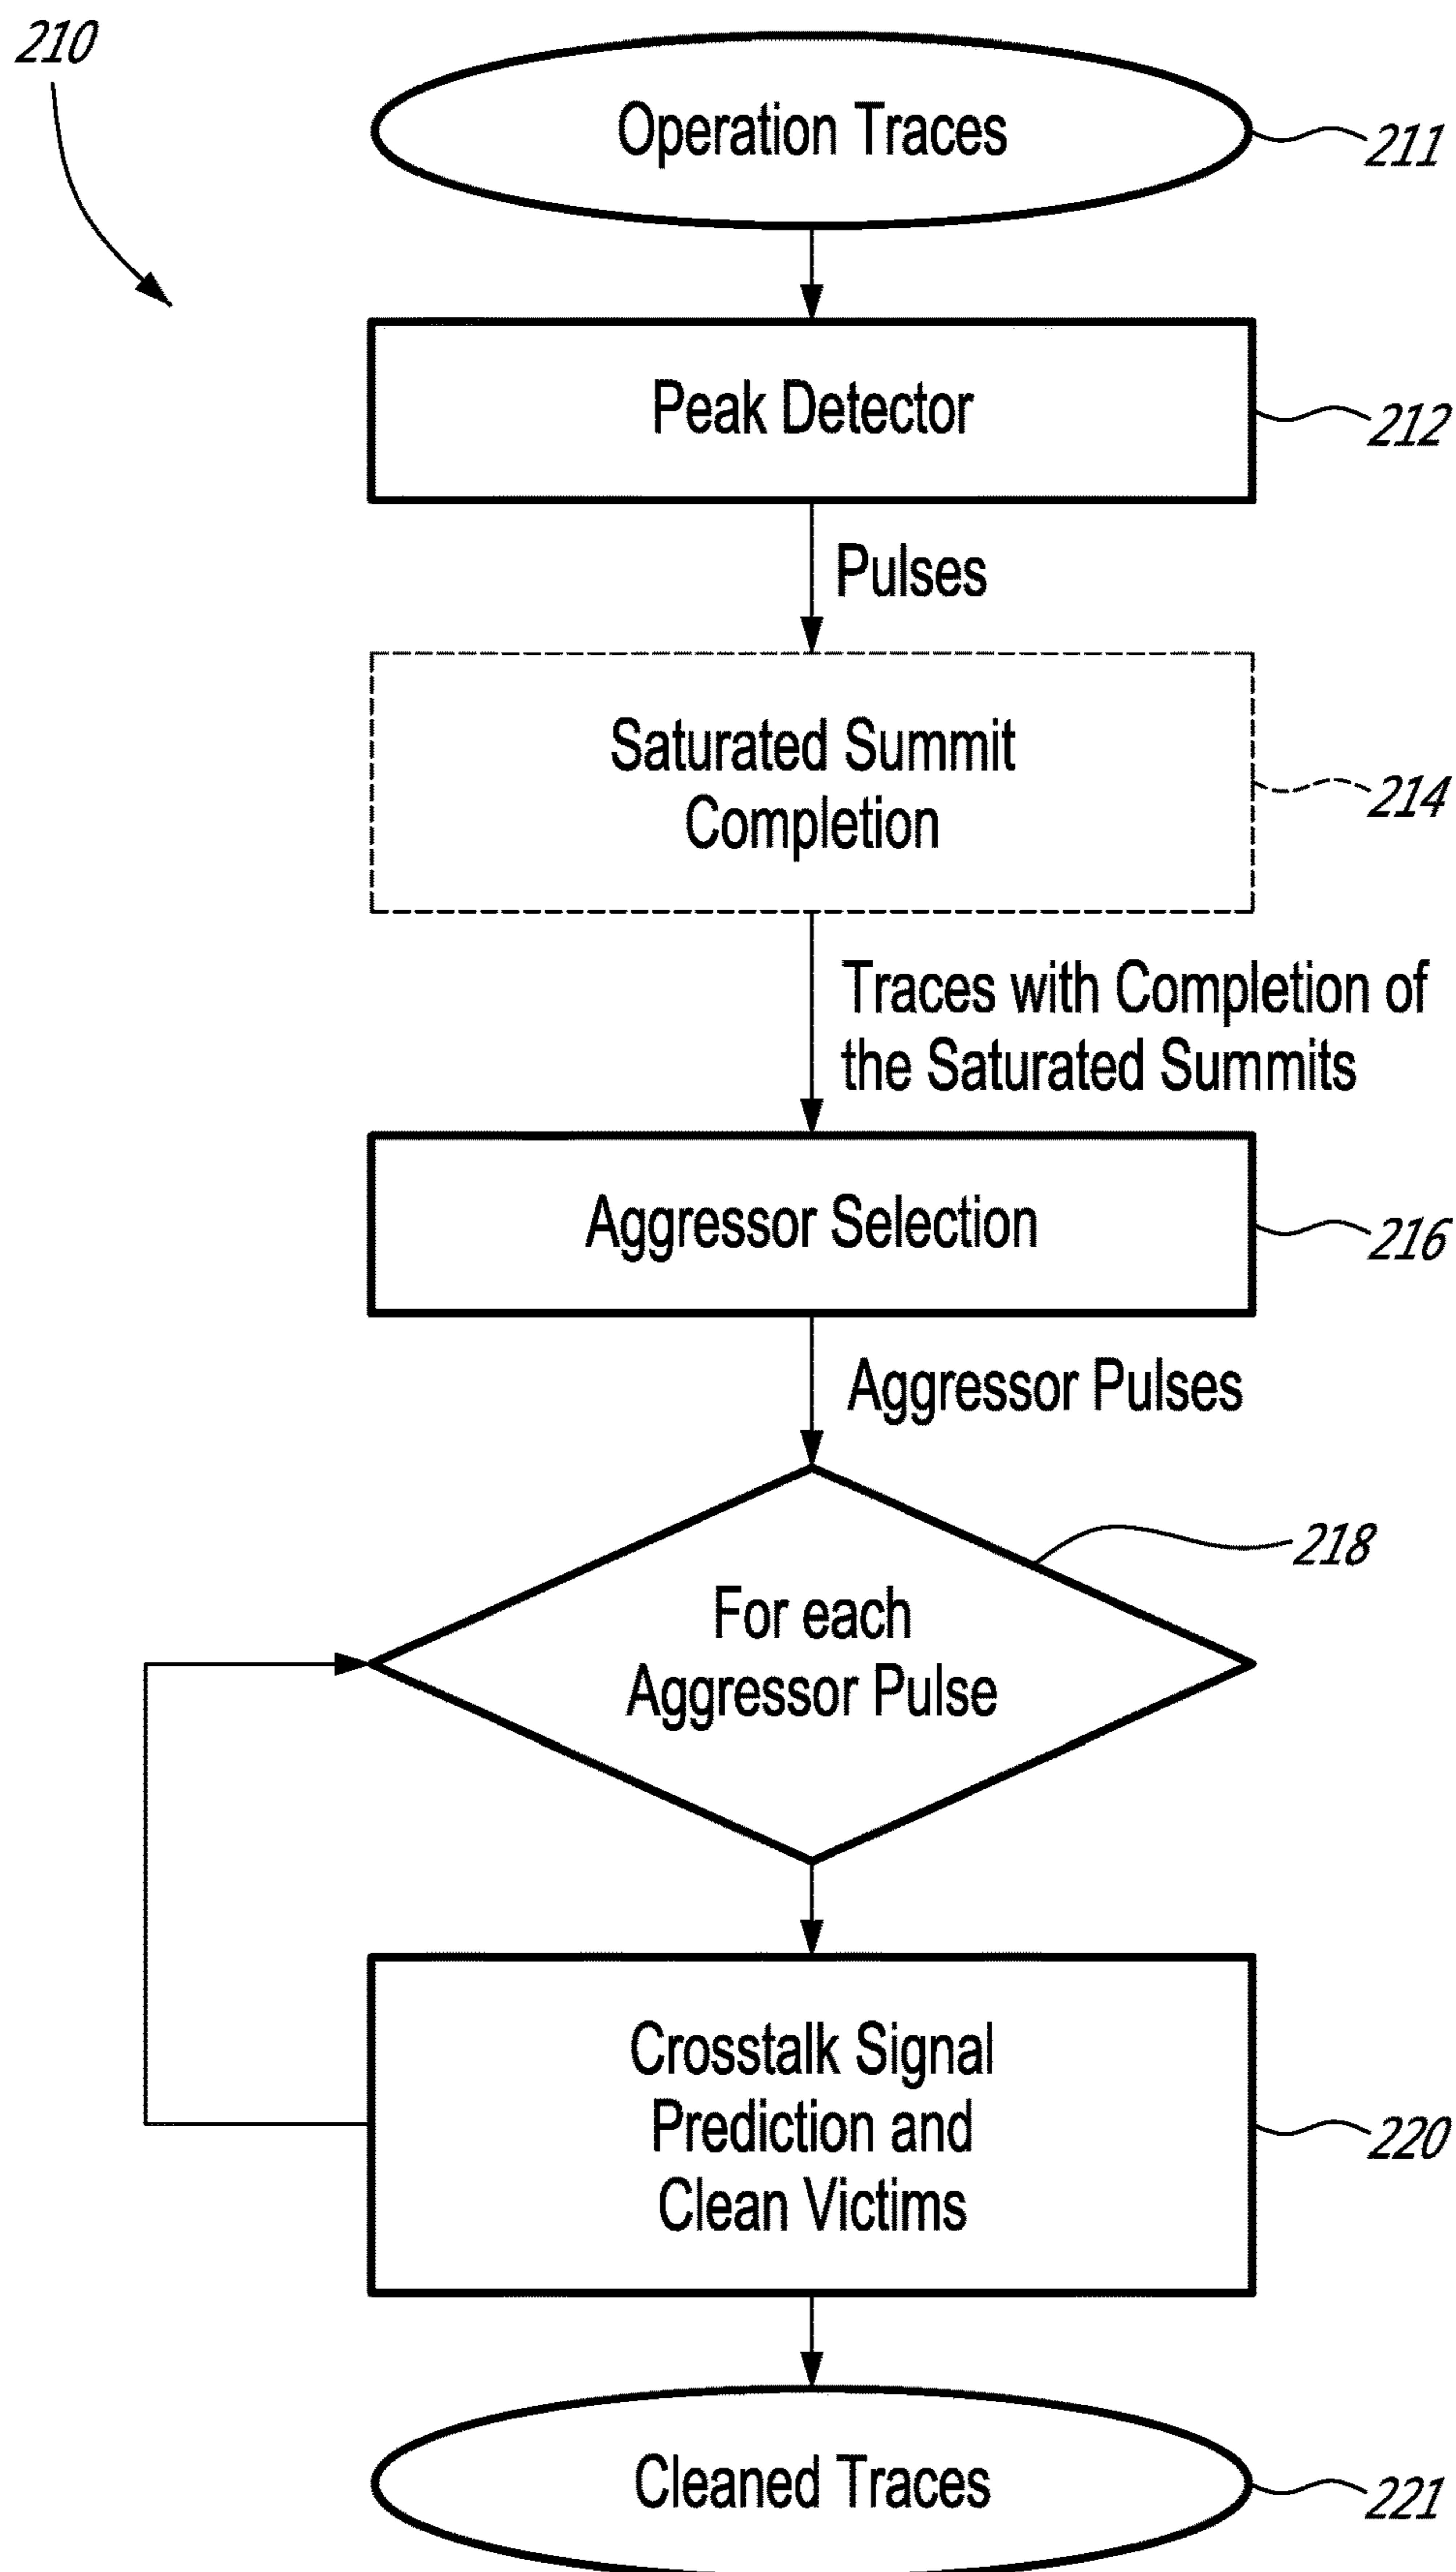 210
Operation Traces
211
Peak Detector
212
Pulses
Saturated Summit
Completion
214
Traces with Completion of
the Saturated Summits
Aggressor Selection
216
Aggressor Pulses
218
For each
Aggressor Pulse
Crosstalk Signal
Prediction and
Clean Victims
220
Cleaned Traces
221